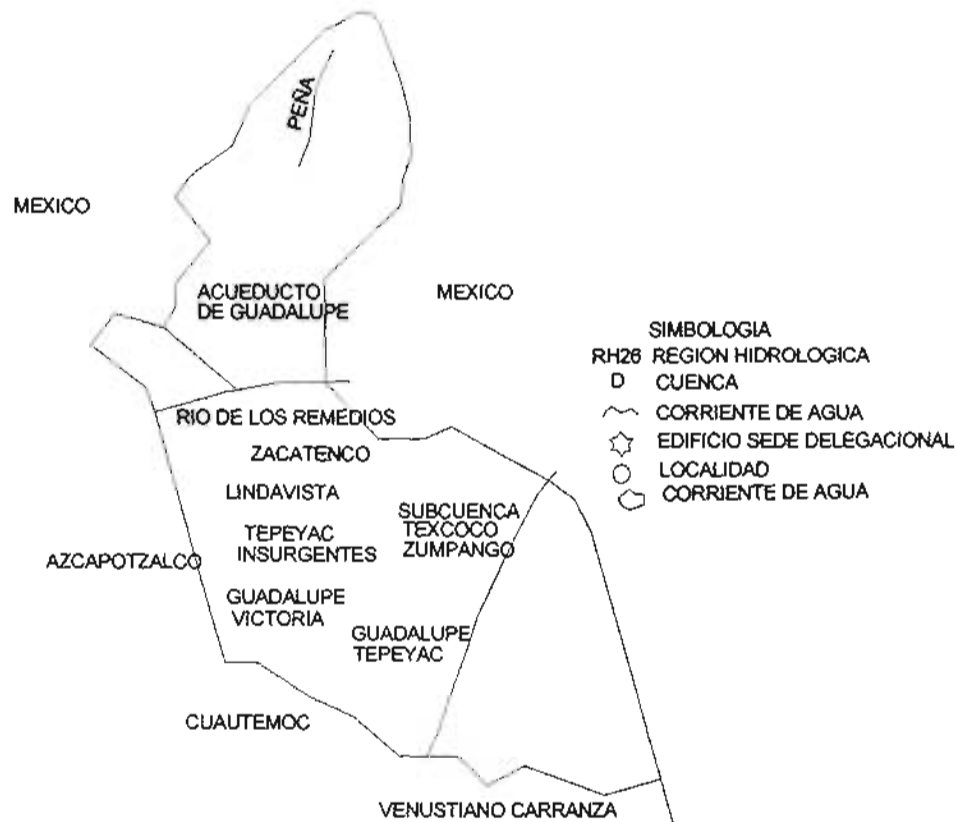 PEÑA
MEXICO
ACUEDUCTO
DE GUADALUPE
MEXICO
SIMBOLOGIA
RH26 REGION HIDROLOGICA
D CUENCA
CORRIENTE DE AGUA
EDIFICIO SEDE DELEGACIONAL
LOCALIDAD
CORRIENTE DE AGUA
RIO DE LOS REMEDIOS
ZACATENCO
LINDAVISTA
SUBCUENCA
TEXCOCO
ZUMPANGO
TEPEYAC
INSURGENTES
AZCAPOTZALCO
GUADALUPE
VICTORIA
GUADALUPE
TEPEYAC
CUAUTEMOC
VENUSTIANO CARRANZA